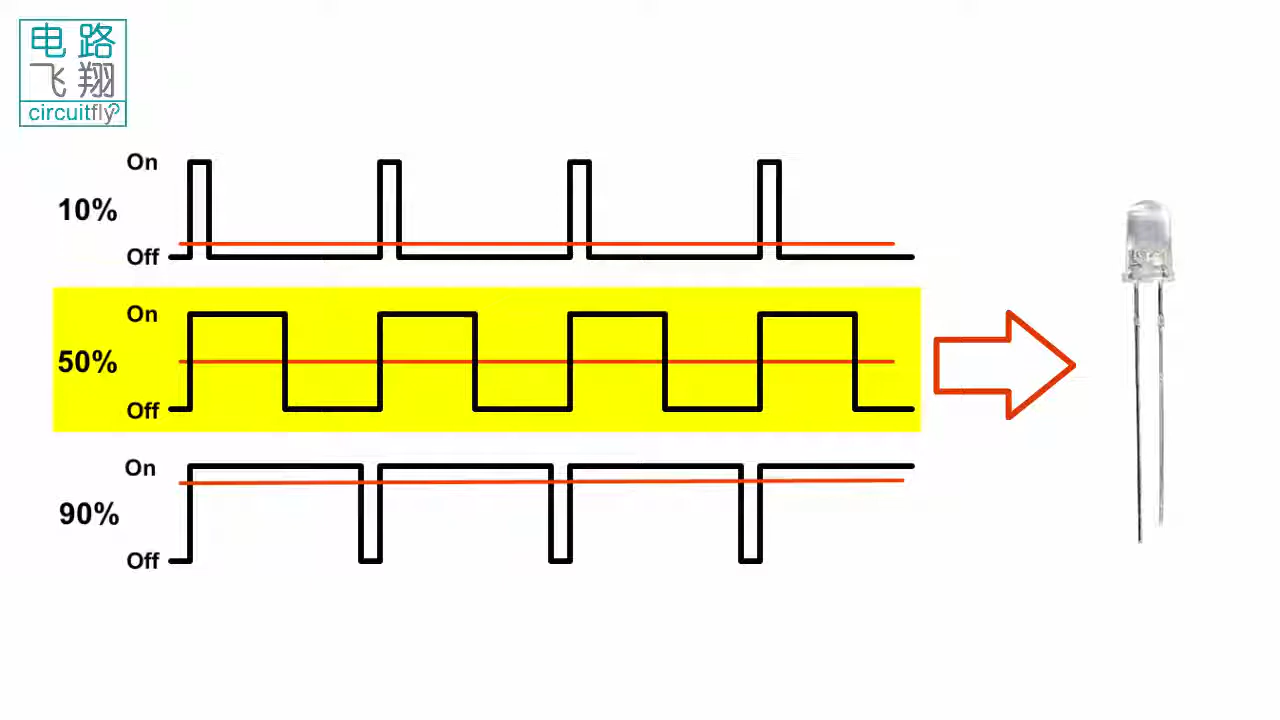 电路
飞翔
circuitfly
On
10%
Off
On
50%
Off
On
90%
Off